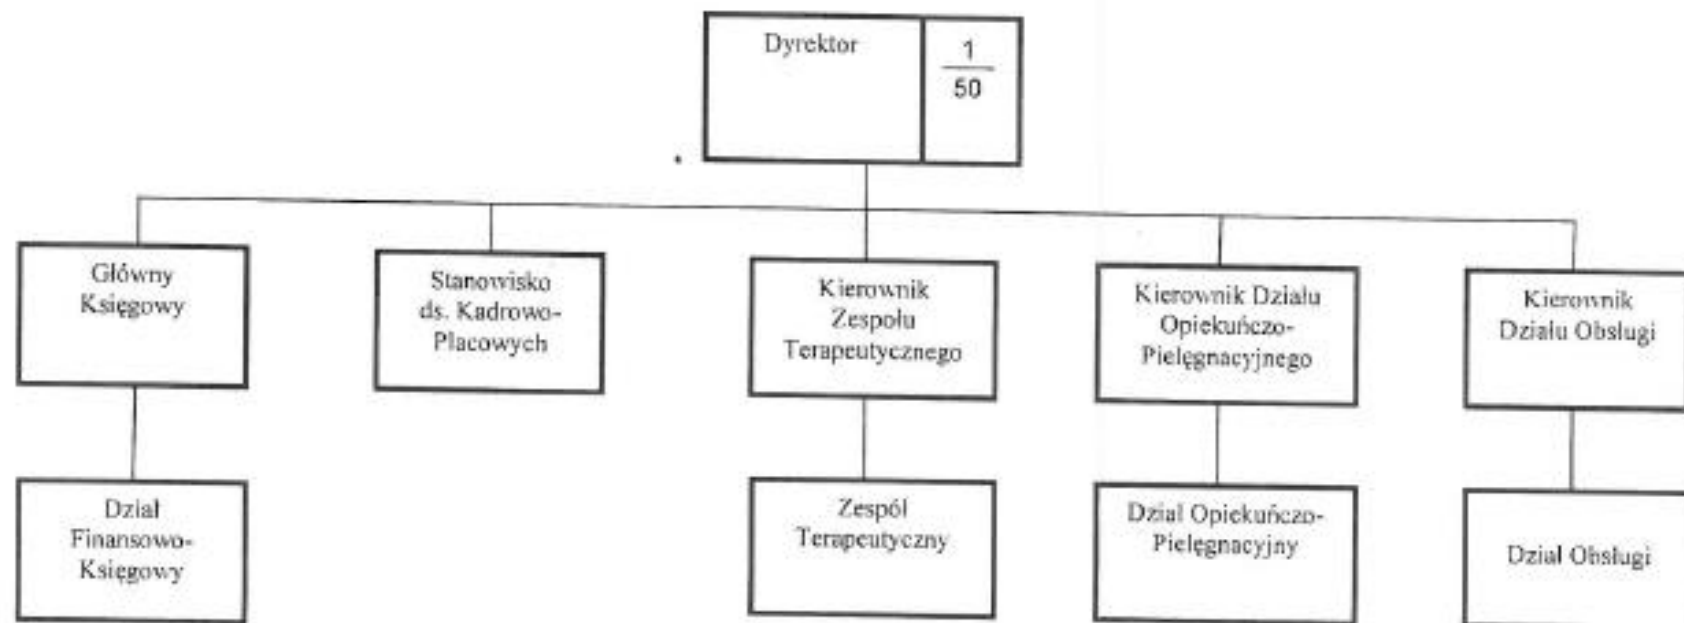 Dyrektor
1
50
Główny
Księgowy
Stanowisko
ds. Kadrowo-
Płacowych
Kierownik
Zespołu
Terapeutycznego
Kierownik Działu
Opiekuńczo-
Pielęgnacyjnego
Kierownik
Działu Obsługi
Dział
Finansowo-
Księgowy
Zespół
Terapeutyczny
Dział Opiekuńczo-
Pielęgnacyjny
Dział Obsługi